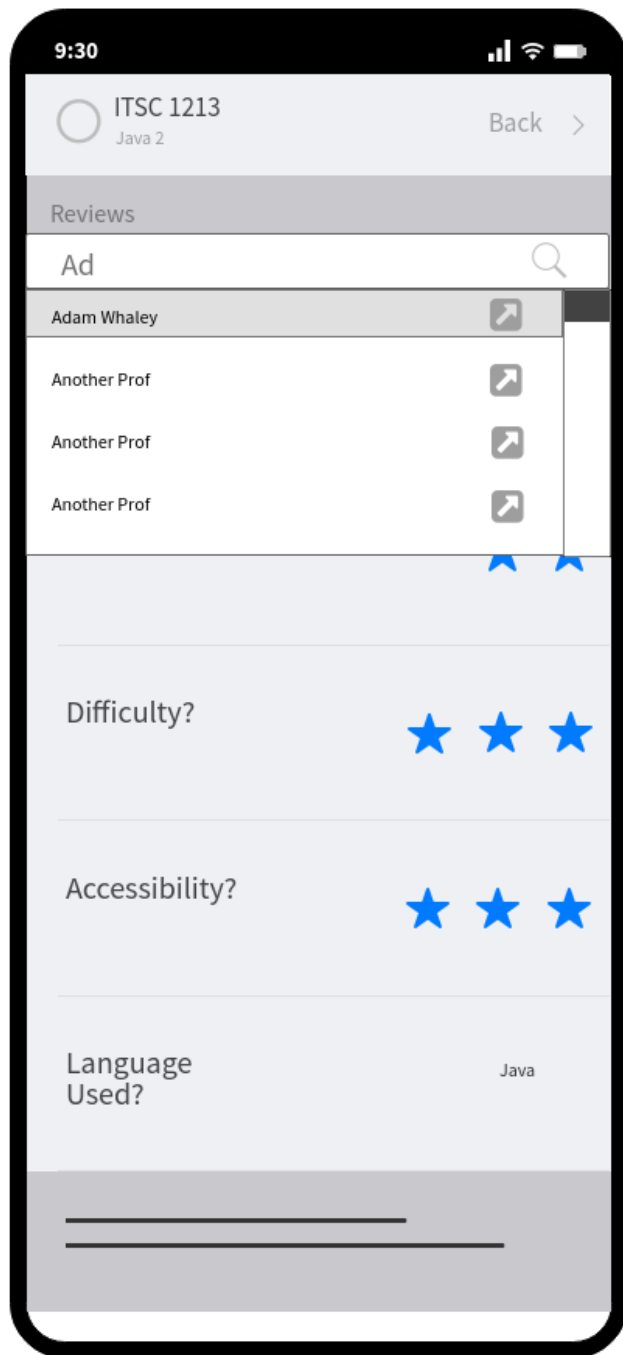 9:30
ITSC 1213
Java 2
Back
Reviews
Ad
Adam Whaley
Another Prof
Another Prof
Another Prof
Difficulty?
Accessibility?
Language
Used?
Java